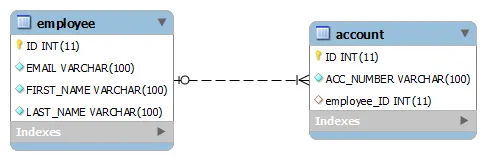 employee
ID INT(11)
EMAIL VARCHAR(100)
FIRST_NAME VARCHAR(100)
LAST_NAME VARCHAR(100)
Indexes
account
ID INT(11)
ACC_NUMBER VARCHAR(100)
employee_ID INT(11)
Indexes